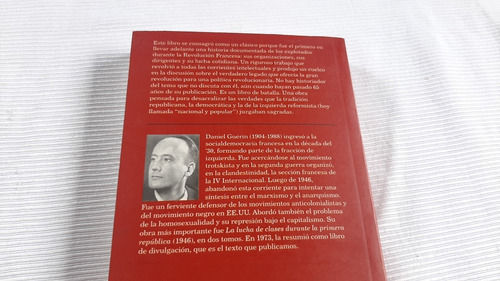 Este libro se consagró como un clásico porque fue el primero en
llevar adelante una historia documentada de los explotados
durante la Revolución Francesa: sus organizaciones, sus
dirigentes y su lucha cotidiana. Un riguroso trabajo que
revolvió a todas las corrientes intelectuales y produjo un vuelco
en la discusión sobre el verdadero legado que ofrecía la gran
revolución para una política revolucionaria. No hay historiador
del tema que no discuta con él, aún cuando hayan pasado 65
años de su publicación. Es un libro de batalla. Una obra
pensada para desacralizar las verdades que la tradición
republicana, la democrática y la de la izquierda reformista (hoy
llamada "nacional y popular") juzgaban sagradas.
Daniel Guerin (1904-1988) ingresó a la
socialdemocracia francesa en la década del
'30, formando parte de la fracción de
izquierda. Fue acercándose al movimiento
trotskista y en la segunda guerra organizó,
en la clandestinidad, la sección francesa de
la IV Internacional. Luego de 1946,
abandonó esta corriente para intentar una
síntesis entre el marxismo y el anarquismo.
Fue un ferviente defensor de los movimientos anticolonialistas y
del movimiento negro en EE.UU. Abordó también el problema
de la homosexualidad y su represión bajo el capitalismo. Su
obra más importante fue La lucha de clases durante la primera
república (1946), en dos tomos. En 1973, la resumió como libro
de divulgación, que es el texto que publicamos.